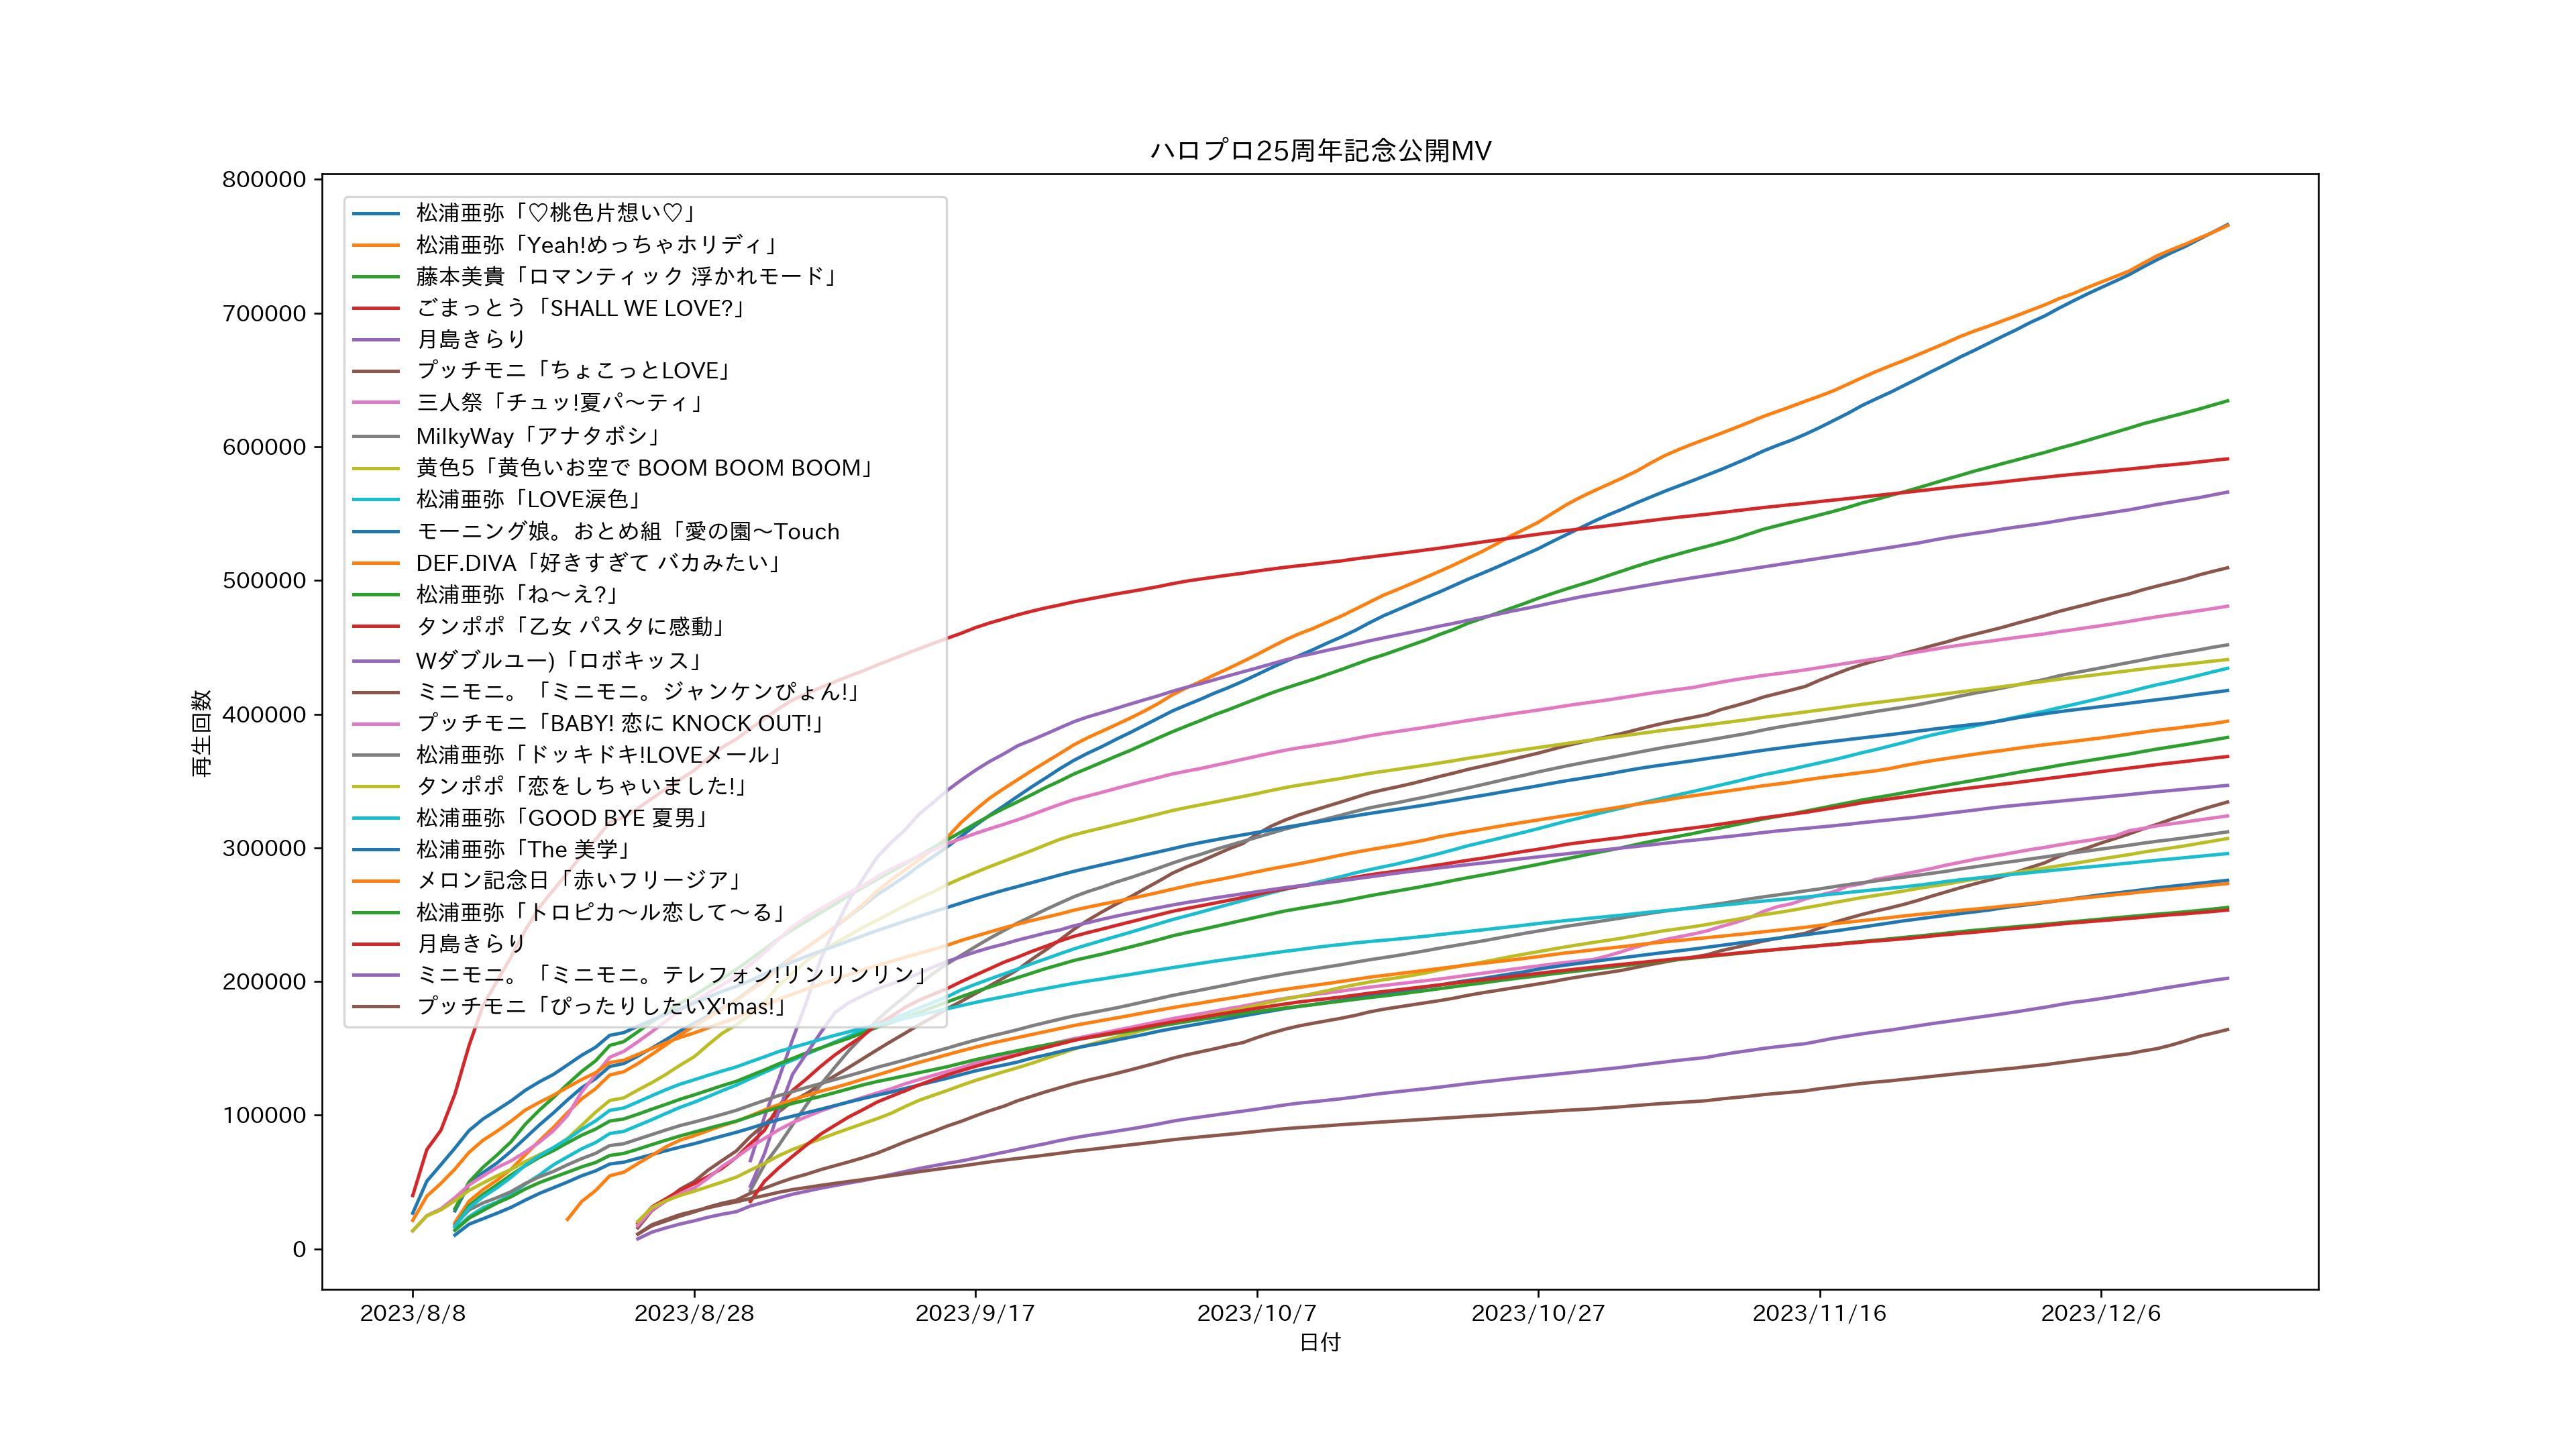 ハロプロ25周年記念公開MV
再生回数
800000
700000
600000
500000
400000
300000
200000
100000
0
松浦亜弥「♡桃色片想い♡」
松浦亜弥「Yeah!めっちゃホリディ」
藤本美貴「ロマンティック 浮かれモード」
ごまっとう「SHALL WE LOVE?」
月島きらり
プッチモニ「ちょこっとLOVE」
三人祭「チュッ!夏パ〜ティ」
MilkyWay「アナタボシ」
黄色5「黄色いお空で BOOM BOOM BOOM」
松浦亜弥「LOVE涙色」
モーニング娘。おとめ組「愛の園〜Touch
DEF.DIVA「好きすぎて バカみたい」
松浦亜弥「ね〜え?」
タンポポ「乙女 パスタに感動」
Wダブルユー)「ロボキッス」
ミニモニ。「ミニモニ。ジャンケンぴょん!」
プッチモニ「BABY! 恋に KNOCK OUT!」
松浦亜弥「ドッキドキ!LOVEメール」
タンポポ「恋をしちゃいました!」
松浦亜弥「GOOD BYE 夏男」
松浦亜弥「The 美学」
メロン記念日「赤いフリージア」
松浦亜弥「トロピカ〜ル恋して〜る」
月島きらり
ミニモニ。「ミニモニ。テレフォン!リンリンリン」
プッチモニ「ぴったりしたいX'mas!」
2023/8/8
2023/8/28
2023/9/17
2023/10/7
2023/10/27
2023/11/16
2023/12/6
日付